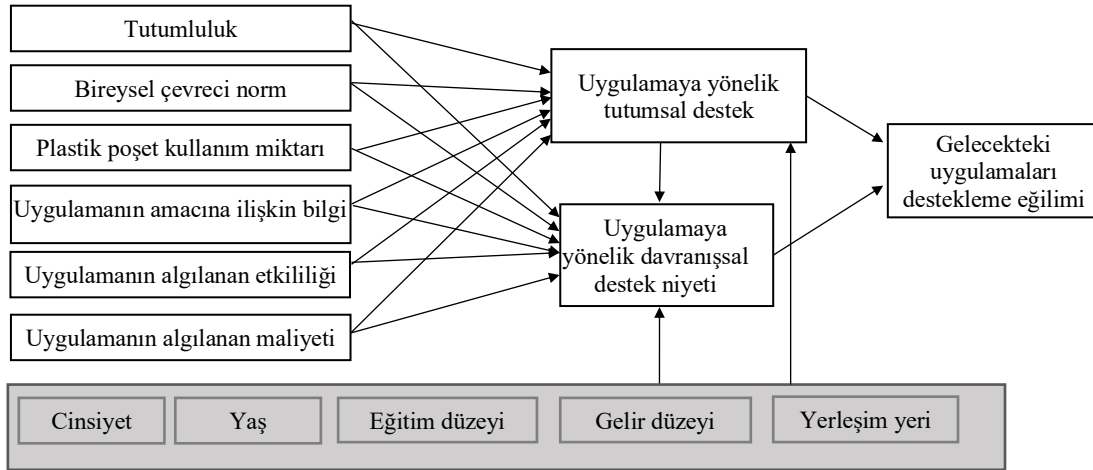 Tutumluluk
Bireysel çevreci norm
Plastik poşet kullanım miktarı
Uygulamanın amacına ilişkin bilgi
Uygulamanın algılanan etkililiği
Uygulamanın algılanan maliyeti
Uygulamaya yönelik
tutumsal destek
Uygulamaya
yönelik davranışsal
destek niyeti
Gelecekteki
uygulamaları
destekleme eğilimi
Cinsiyet
Yaş
Eğitim düzeyi
Gelir düzeyi
Yerleşim yeri